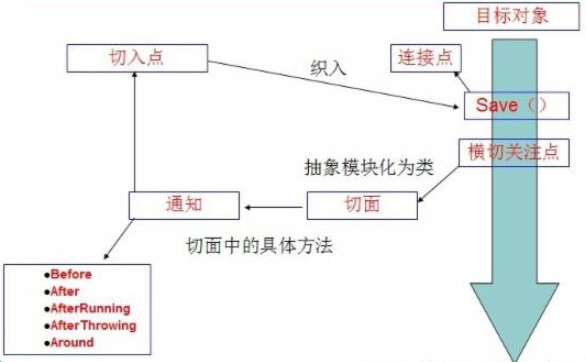 目标对象
切入点
连接点
织入
Save（）
横切关注点
抽象模块化为类
通知
切面
切面中的具体方法
●Before
●After
●AfterRunning
●AfterThrowing
●Around